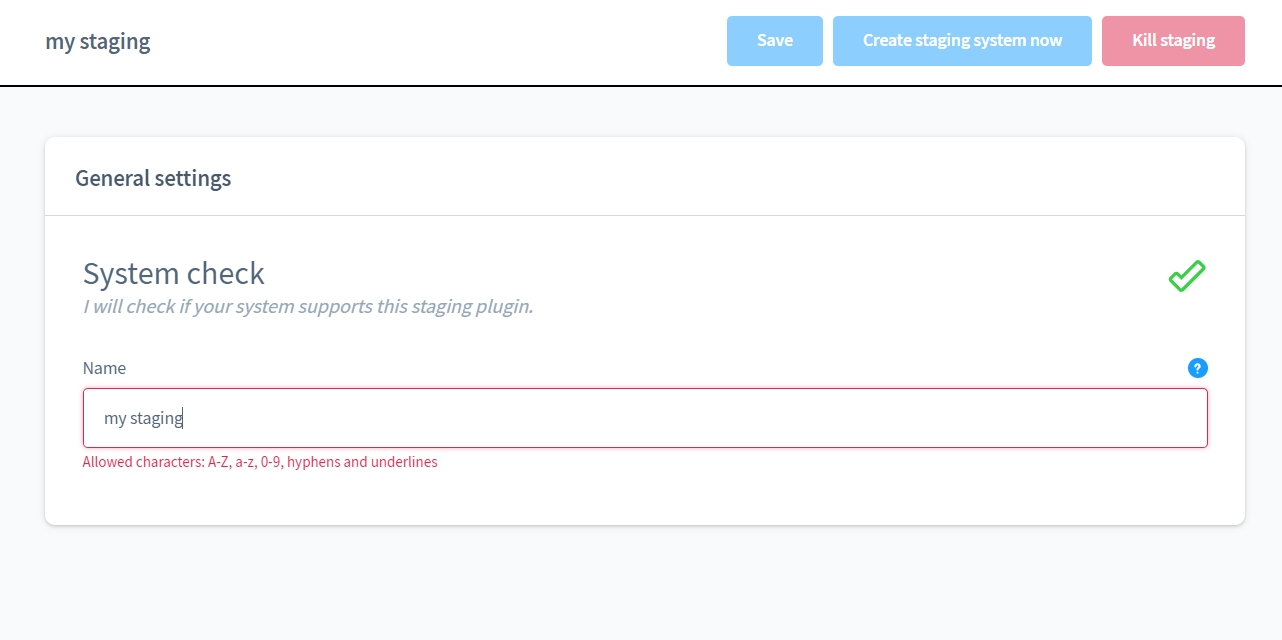 my staging
Save
Create staging system now
Kill staging
General settings
System check
I will check if your system supports this staging plugin.
Name
?
my staging
Allowed characters: A-Z, a-z, 0-9, hyphens and underlines